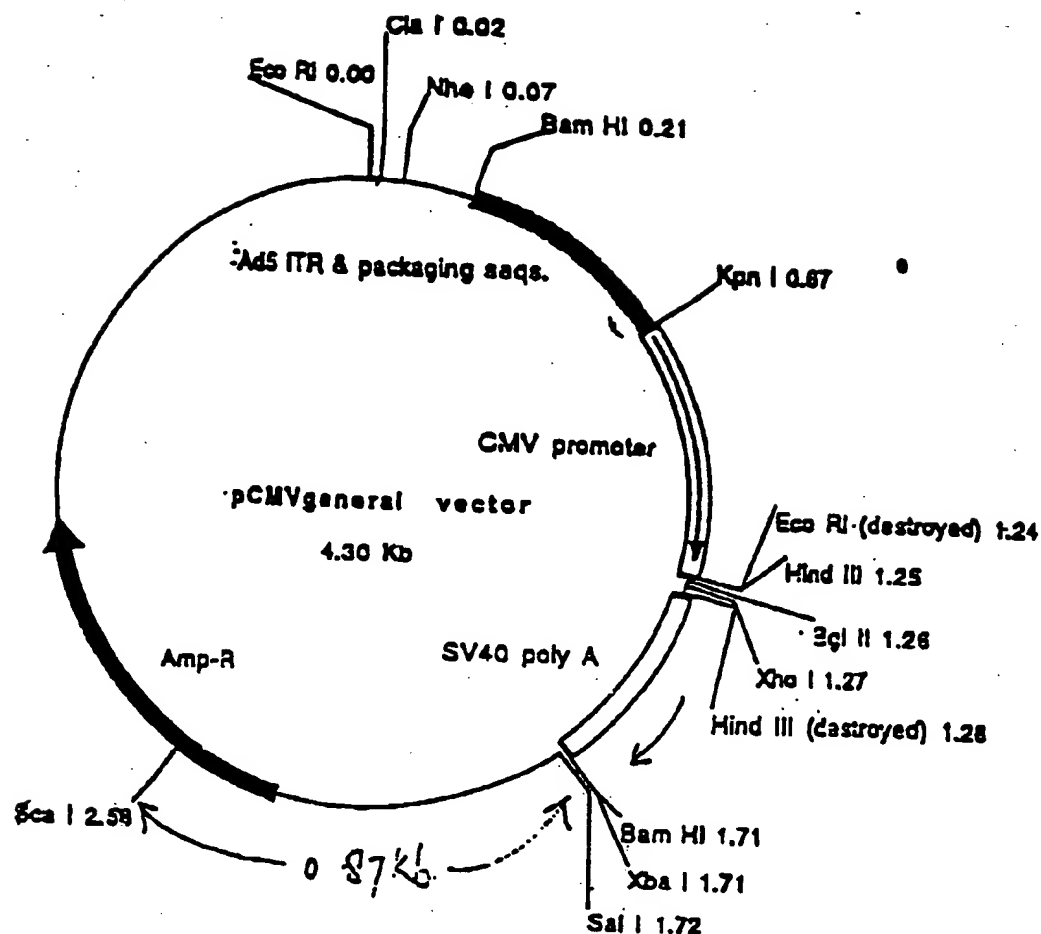 Cla I 0.02
Eco RI 0.00
Nhe I 0.07
Bam HI 0.21
Ad5 ITR & packaging seqs.
Kpn I 0.67
CMV promoter
pCMVgeneral vector
4.30 Kb
Eco RI (destroyed) 1.24
Hind III 1.25
Bgl II 1.26
Xho I 1.27
Hind III (destroyed) 1.28
SV40 poly A
Amp-R
Sca I 2.58
0 87 Kb
Bam HI 1.71
Xba I 1.71
Sal I 1.72